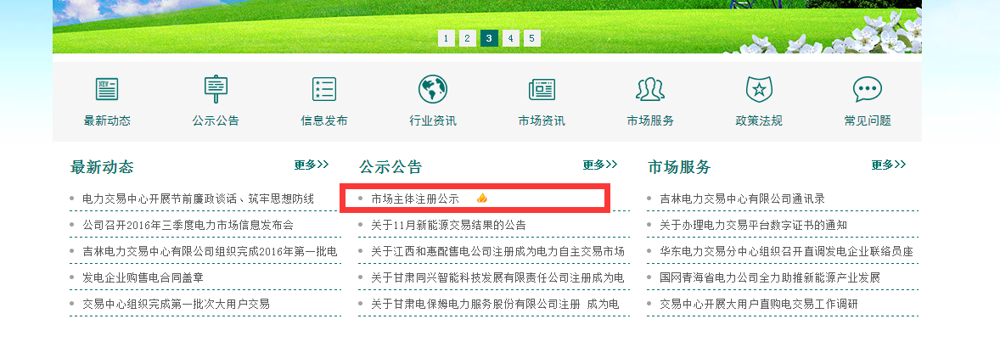 1 2 3 4 5
最新动态 公示公告 信息发布 行业资讯 市场资讯 市场服务 政策法规 常见问题
最新动态 更多>>
电力交易中心开展节前廉政谈话、筑牢思想防线
公司召开2016年三季度电力市场信息发布会
吉林电力交易中心有限公司组织完成2016年第一批电
发电企业购售电合同盖章
交易中心组织完成第一批次大用户交易
公示公告 更多>>
市场主体注册公示
关于11月新能源交易结果的公告
关于江西和惠配售电公司注册成为电力自主交易市场
关于甘肃同兴智能科技发展有限责任公司注册成为电
关于甘肃电保姆电力服务股份有限公司注册 成为电
市场服务 更多>>
吉林电力交易中心有限公司通讯录
关于办理电力交易平台数字证书的通知
华东电力交易分中心组织召开直调发电企业联络员座
国网青海省电力公司全力助推新能源产业发展
交易中心开展大用户直购电交易工作调研